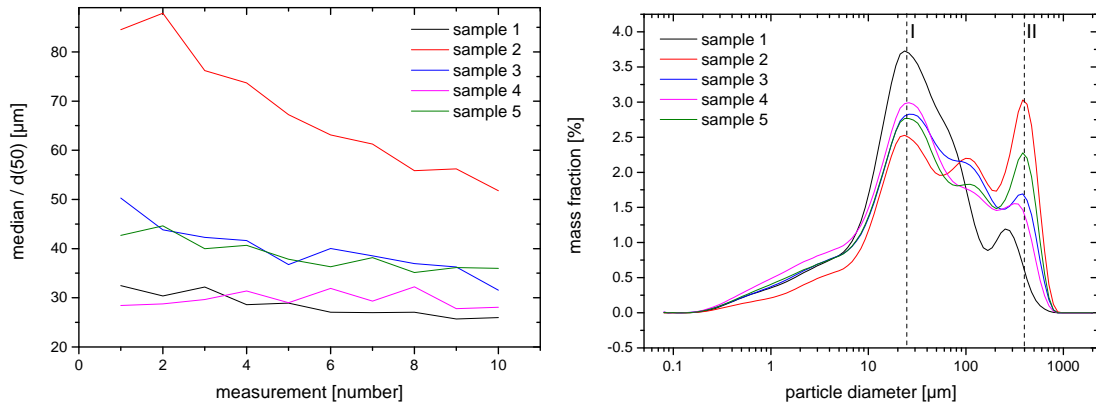 median / d(50) [µm]
80
70
60
50
40
30
20
0
2
4
6
8
10
measurement [number]
sample 1
sample 2
sample 3
sample 4
sample 5
mass fraction [%]
4.0
3.5
3.0
2.5
2.0
1.5
1.0
0.5
0.0
-0.5
0.1
1
10
100
1000
particle diameter [µm]
sample 1
sample 2
sample 3
sample 4
sample 5
I
II